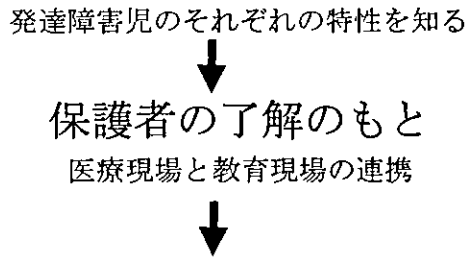 発達障害児のそれぞれの特性を知る
保護者の了解のもと
医療現場と教育現場の連携